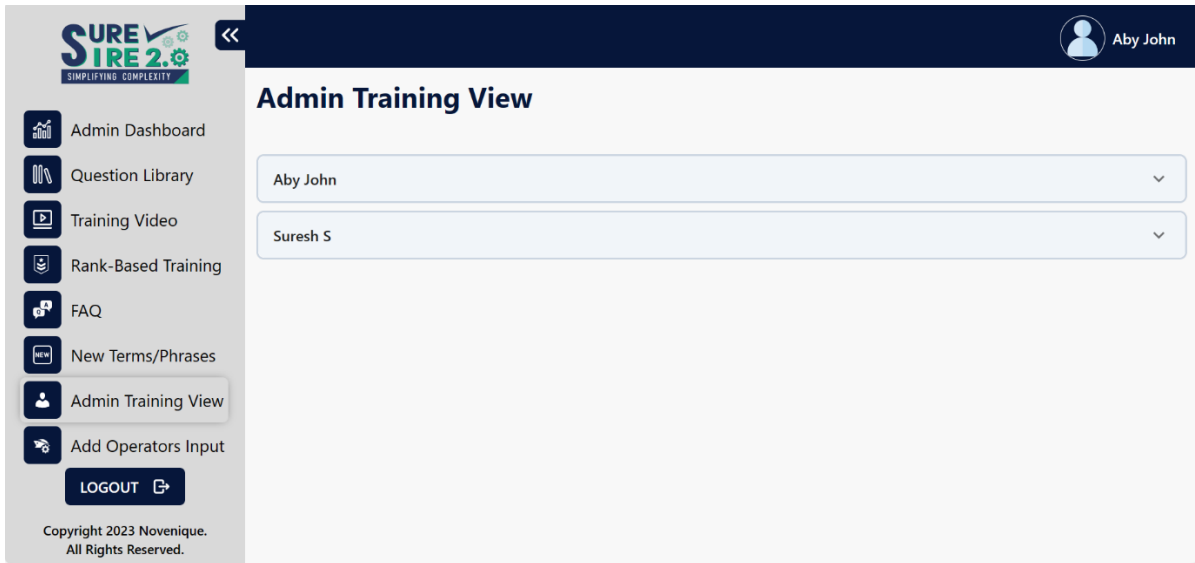 SURE
SIRE 2.0
SIMPLIFYING COMPLEXITY
Aby John
Admin Training View
Admin Dashboard
Question Library
Training Video
Rank-Based Training
FAQ
New Terms/Phrases
Admin Training View
Add Operators Input
LOGOUT
Copyright 2023 Novenique.
All Rights Reserved.
Aby John
Suresh S
Q
A
NEW